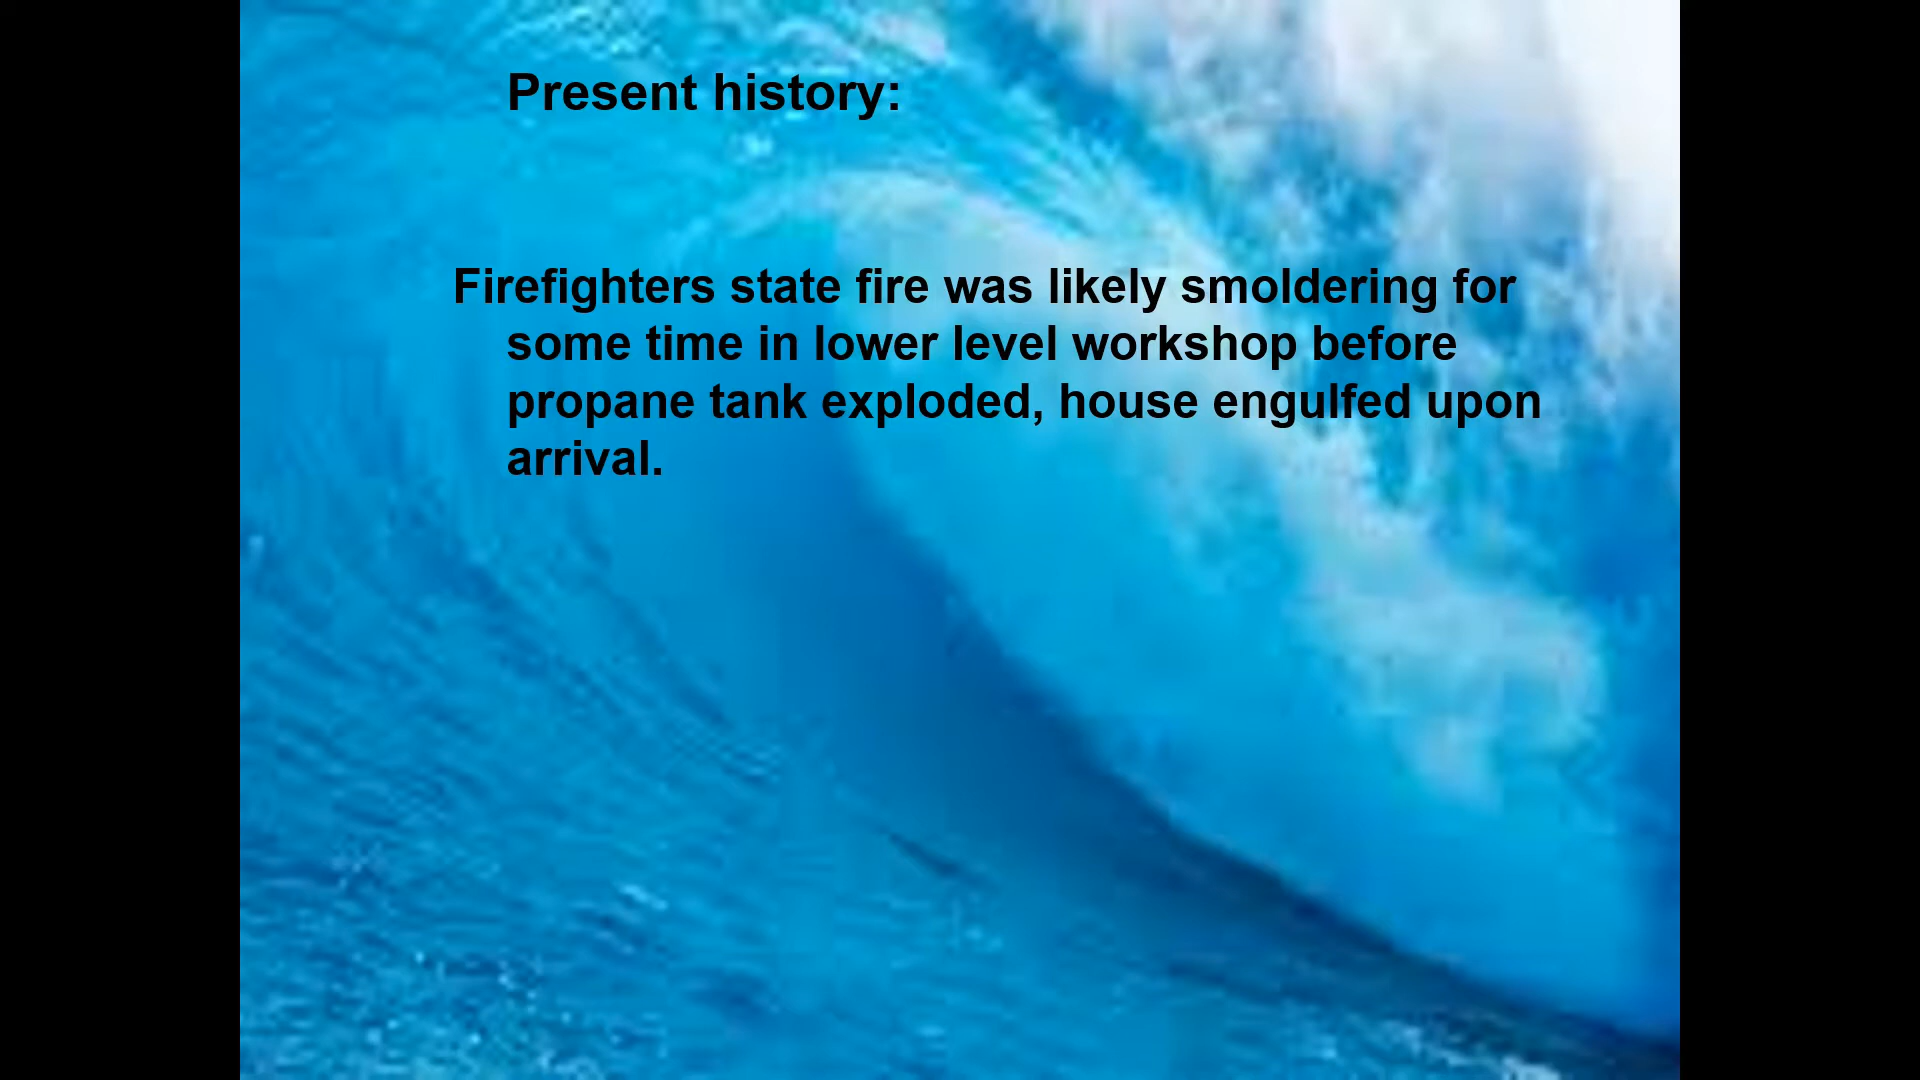 Present history:
Firefighters state fire was likely smoldering for
some time in lower level workshop before
propane tank exploded, house engulfed upon
arrival.